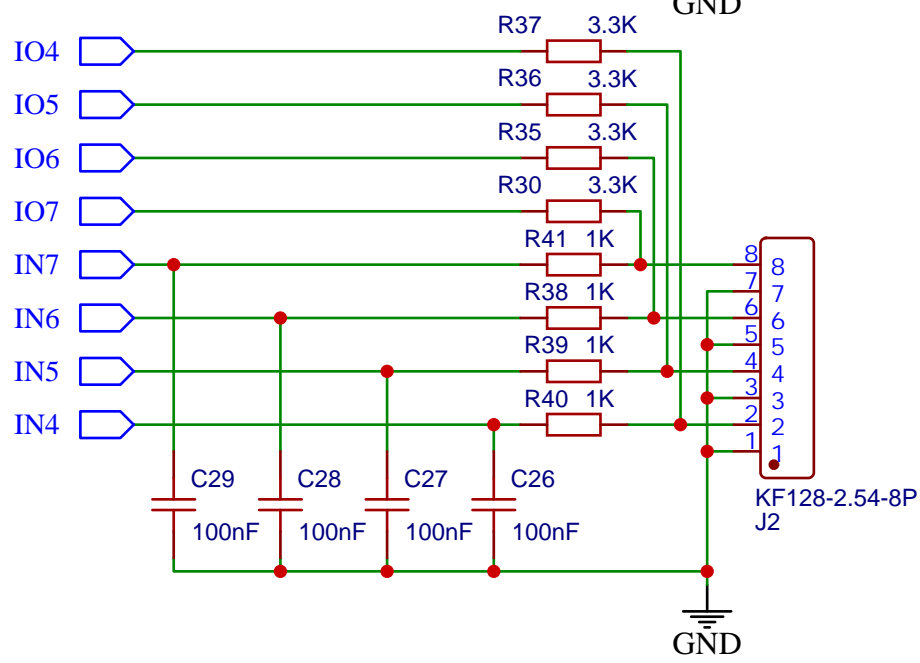 GND
R37 3.3K
IO4
R36 3.3K
IO5
R35 3.3K
IO6
R30 3.3K
IO7
R41 1K
IN7
8 8
7 7
R38 1K
IN6
6 6
5 5
R39 1K
IN5
4 4
3 3
R40 1K
IN4
2 2
1 1
C29 C28 C27 C26
KF128-2.54-8P
J2
100nF 100nF 100nF 100nF
GND